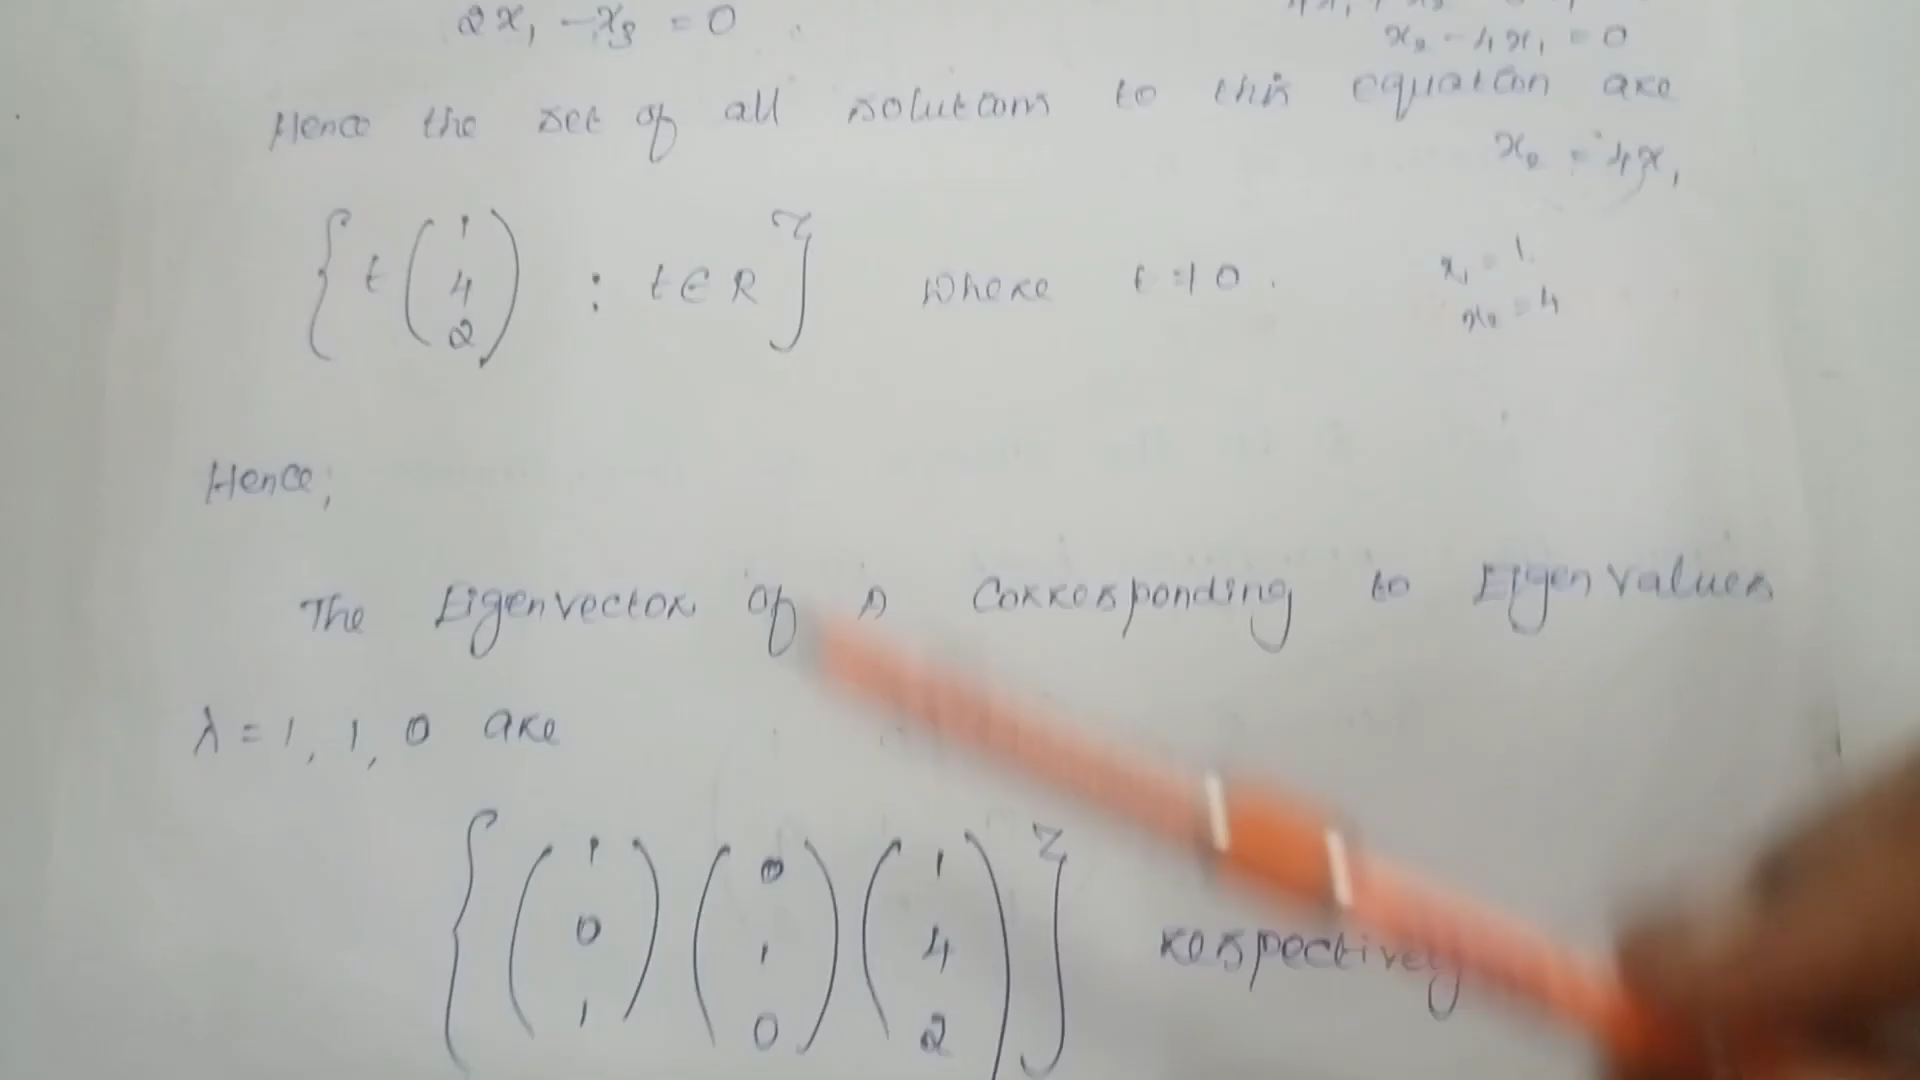 2x₁ - x₃ = 0
x₂ - 4x₁ = 0
Hence the set of all solutions to this equation are
x₂ = 4x₁
{ t ( 1 4 2 ) : t ∈ R } where t ≠ 0.
x₁ = 1
x₂ = 4
Hence;
The Eigenvector of A corresponding to Eigen values
λ = 1, 1, 0 are
{ ( 1 0 1 ) ( 0 1 0 ) ( 1 4 2 ) } respectively